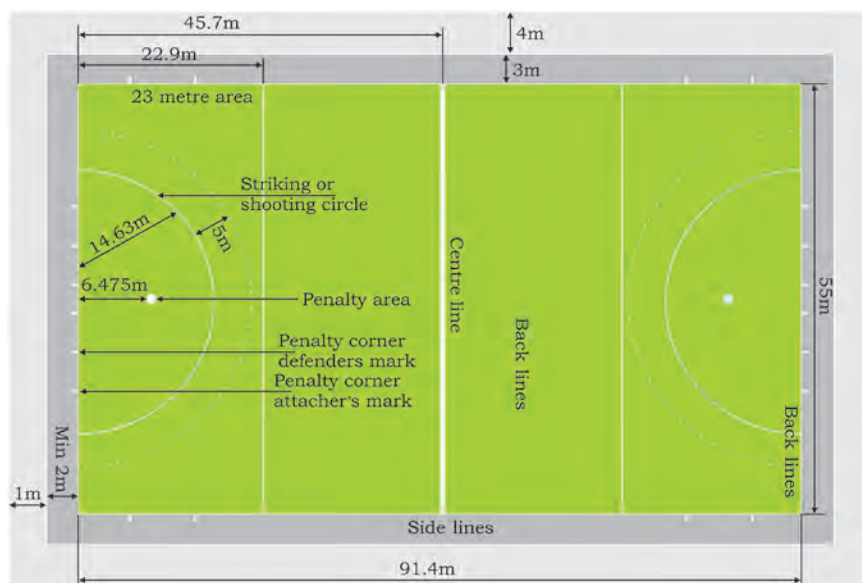 45.7m
4m
22.9m
3m
23 metre area
Striking or
shooting circle
14.63m
5m
6.475m
Penalty area
Centre line
55m
Penalty corner
defenders mark
Back lines
Penalty corner
attacher's mark
Back lines
Min 2m
1m
Side lines
91.4m